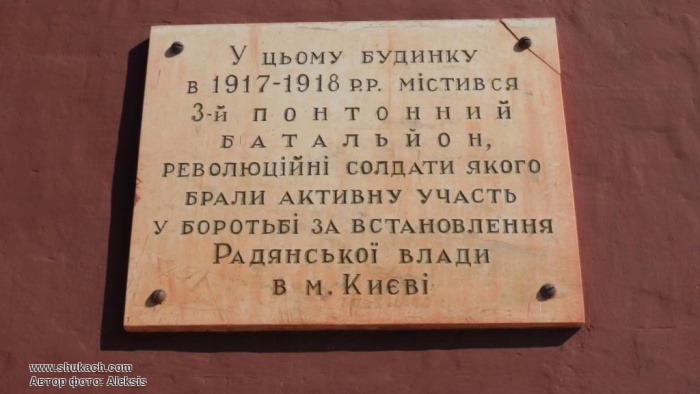 У цьому будинку
в 1917-1918 р.р. містився
3-й понтонний
батальйон,
революційні солдати якого
брали активну участь
у боротьбі за встановлення
Радянської влади
в м. Києві
www.shukach.com
Автор фото: Aleksis